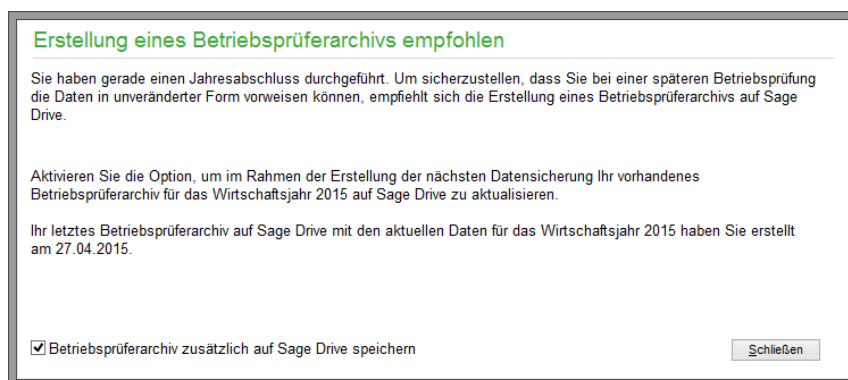 Erstellung eines Betriebsprüferarchivs empfohlen
Sie haben gerade einen Jahresabschluss durchgeführt. Um sicherzustellen, dass Sie bei einer späteren Betriebsprüfung
die Daten in unveränderter Form vorweisen können, empfiehlt sich die Erstellung eines Betriebsprüferarchivs auf Sage
Drive.
Aktivieren Sie die Option, um im Rahmen der Erstellung der nächsten Datensicherung Ihr vorhandenes
Betriebsprüferarchiv für das Wirtschaftsjahr 2015 auf Sage Drive zu aktualisieren.
Ihr letztes Betriebsprüferarchiv auf Sage Drive mit den aktuellen Daten für das Wirtschaftsjahr 2015 haben Sie erstellt
am 27.04.2015.
Betriebsprüferarchiv zusätzlich auf Sage Drive speichern
Schließen